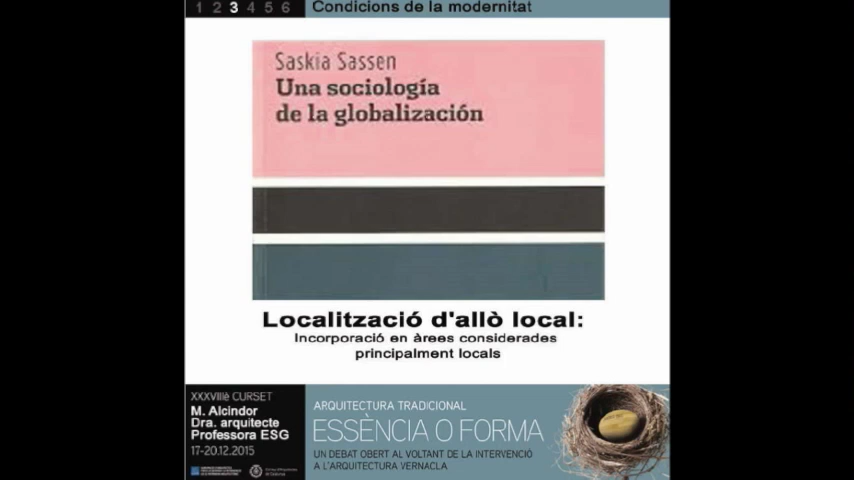 1 2 3 4 5 6 Condicions de la modernitat
Saskia Sassen
Una sociología
de la globalización
Localització d'allò local:
Incorporació en àrees considerades
principalment locals
XXXVIIIè CURSET
M. Alcindor
Dra. arquitecte
Professora ESG
17-20.12.2015
ARQUITECTURA TRADICIONAL
ESSÈNCIA O FORMA
UN DEBAT OBERT AL VOLTANT DE LA INTERVENCIÓ
A L'ARQUITECTURA VERNACLA